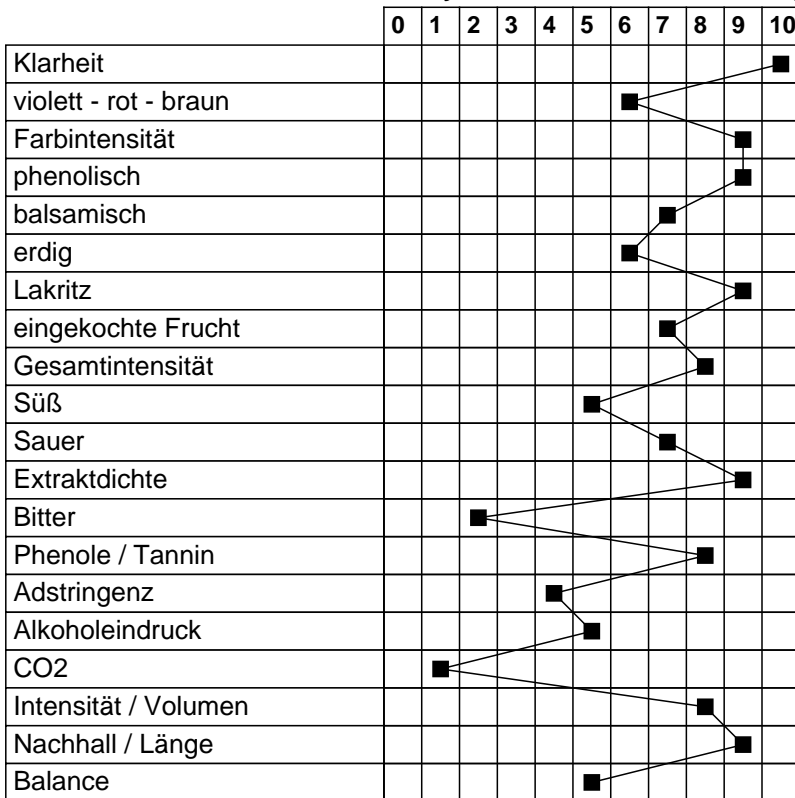 0 1 2 3 4 5 6 7 8 9 10
Klarheit
violett - rot - braun
Farbintensität
phenolisch
balsamisch
erdig
Lakritz
eingekochte Frucht
Gesamtintensität
Süß
Sauer
Extraktdichte
Bitter
Phenole / Tannin
Adstringenz
Alkoholeindruck
CO2
Intensität / Volumen
Nachhall / Länge
Balance